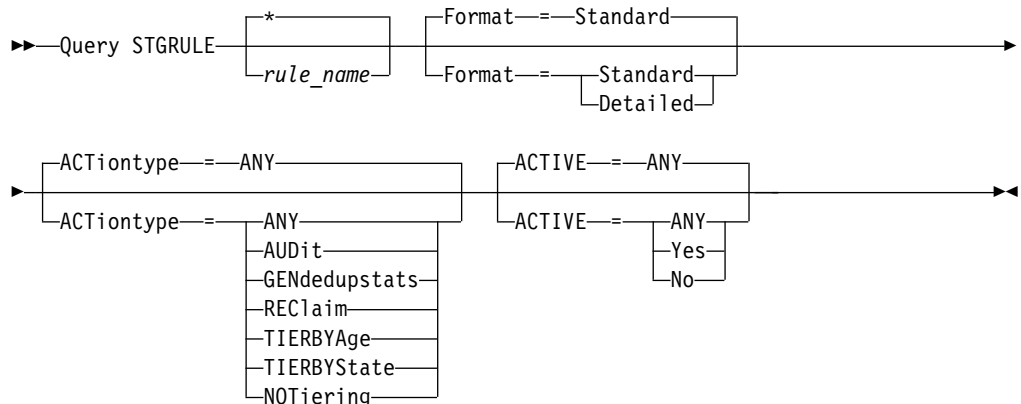 * Format = Standard
Query STGRULE
rule_name Format = Standard
Detailed
ACTiontype = ANY ACTIVE = ANY
ACTiontype = ANY ACTIVE = ANY
AUDit Yes
GENdedupstats No
REClaim
TIERBYAge
TIERBYState
NOTiering